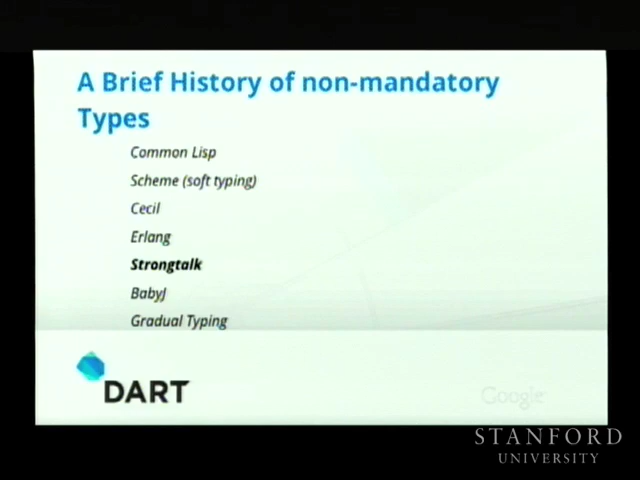 A Brief History of non-mandatory
Types
Common Lisp
Scheme (soft typing)
Cecil
Erlang
Strongtalk
BabyJ
Gradual Typing
DART
Google
STANFORD
UNIVERSITY